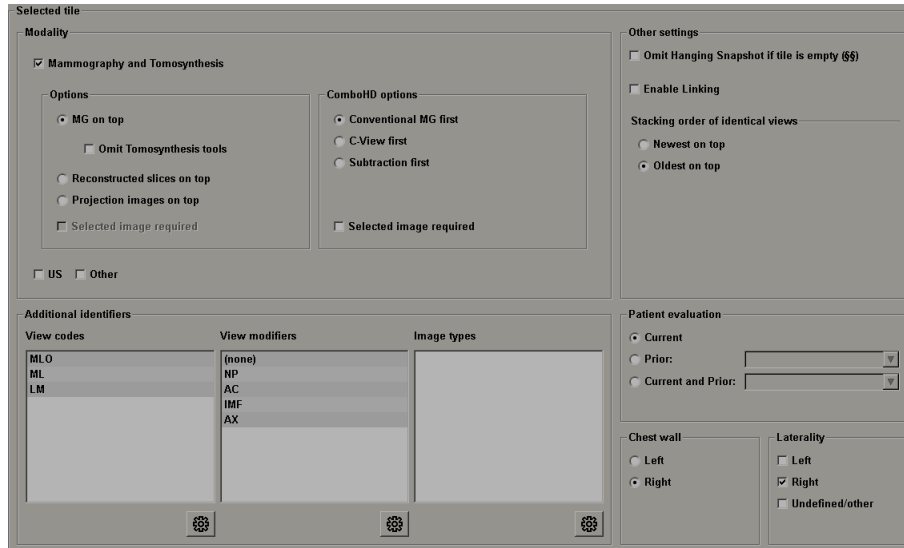 Selected tile
Modality
Mammography and Tomosynthesis
Options
MG on top
Omit Tomosynthesis tools
Reconstructed slices on top
Projection images on top
Selected image required
ComboHD options
Conventional MG first
C-View first
Subtraction first
Selected image required
US
Other
Other settings
Omit Hanging Snapshot if tile is empty (§§)
Enable Linking
Stacking order of identical views
Newest on top
Oldest on top
Additional identifiers
View codes
MLO
ML
LM
View modifiers
(none)
NP
AC
IMF
AX
Image types
Patient evaluation
Current
Prior:
Current and Prior:
Chest wall
Left
Right
Laterality
Left
Right
Undefined/other